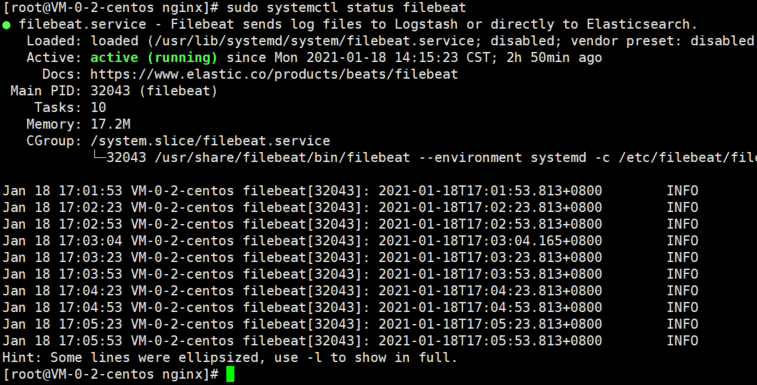 [root@VM-0-2-centos nginx]# sudo systemctl status filebeat
● filebeat.service - Filebeat sends log files to Logstash or directly to Elasticsearch.
   Loaded: loaded (/usr/lib/systemd/system/filebeat.service; disabled; vendor preset: disabled
   Active: active (running) since Mon 2021-01-18 14:15:23 CST; 2h 50min ago
     Docs: https://www.elastic.co/products/beats/filebeat
 Main PID: 32043 (filebeat)
    Tasks: 10
   Memory: 17.2M
   CGroup: /system.slice/filebeat.service
           └─32043 /usr/share/filebeat/bin/filebeat --environment systemd -c /etc/filebeat/file
Jan 18 17:01:53 VM-0-2-centos filebeat[32043]: 2021-01-18T17:01:53.813+0800        INFO
Jan 18 17:02:23 VM-0-2-centos filebeat[32043]: 2021-01-18T17:02:23.813+0800        INFO
Jan 18 17:02:53 VM-0-2-centos filebeat[32043]: 2021-01-18T17:02:53.813+0800        INFO
Jan 18 17:03:04 VM-0-2-centos filebeat[32043]: 2021-01-18T17:03:04.165+0800        INFO
Jan 18 17:03:23 VM-0-2-centos filebeat[32043]: 2021-01-18T17:03:23.813+0800        INFO
Jan 18 17:03:53 VM-0-2-centos filebeat[32043]: 2021-01-18T17:03:53.813+0800        INFO
Jan 18 17:04:23 VM-0-2-centos filebeat[32043]: 2021-01-18T17:04:23.813+0800        INFO
Jan 18 17:04:53 VM-0-2-centos filebeat[32043]: 2021-01-18T17:04:53.813+0800        INFO
Jan 18 17:05:23 VM-0-2-centos filebeat[32043]: 2021-01-18T17:05:23.813+0800        INFO
Jan 18 17:05:53 VM-0-2-centos filebeat[32043]: 2021-01-18T17:05:53.813+0800        INFO
Hint: Some lines were ellipsized, use -l to show in full.
[root@VM-0-2-centos nginx]#